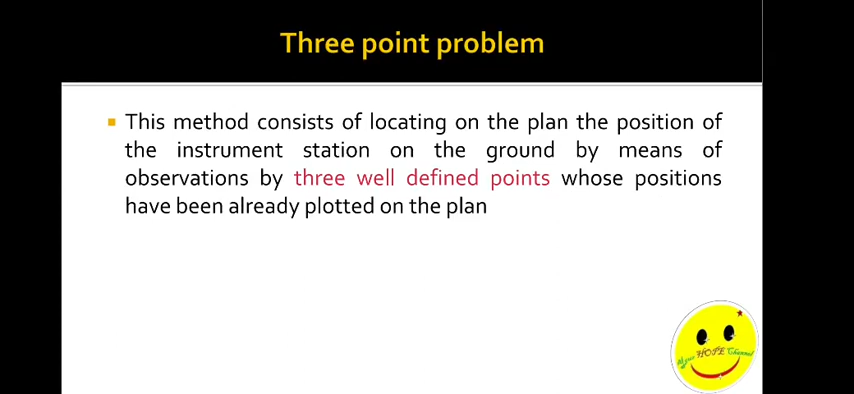 Three point problem
This method consists of locating on the plan the position of
the instrument station on the ground by means of
observations by three well defined points whose positions
have been already plotted on the plan
HOPE Channel